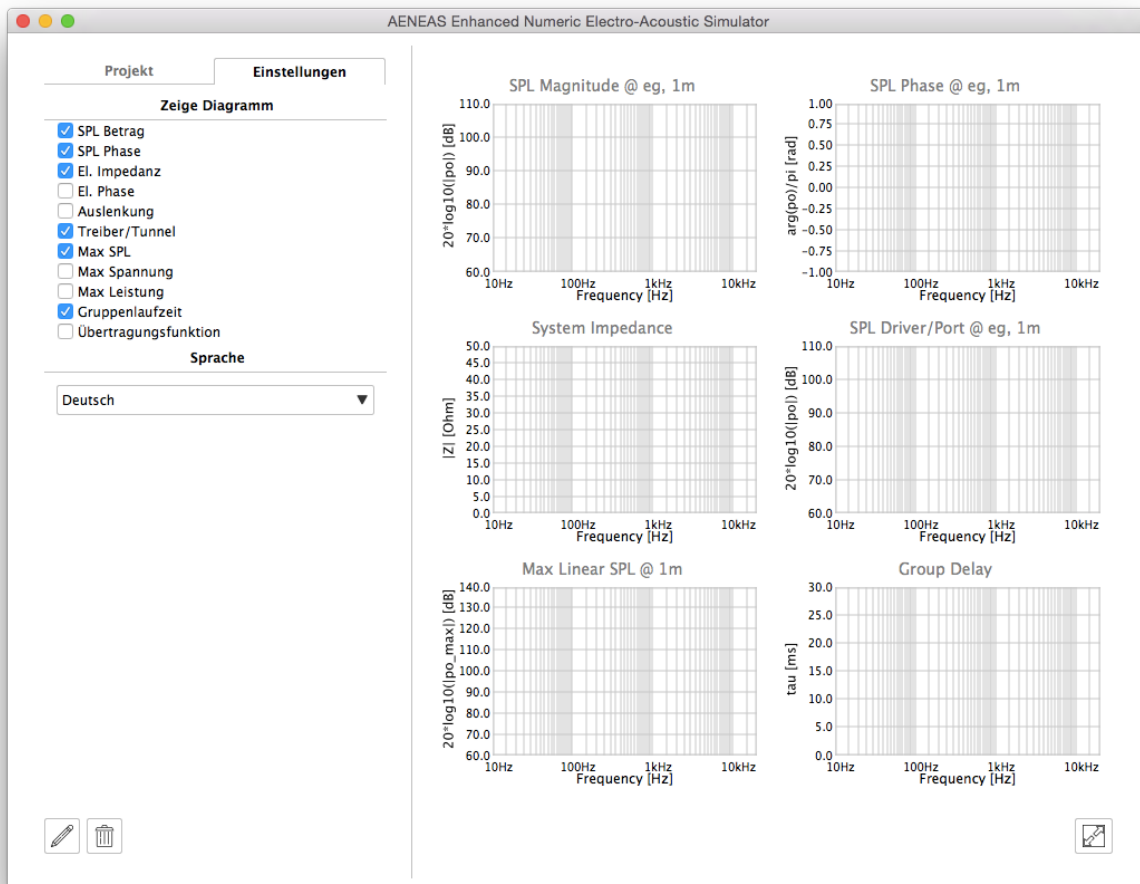 AENEAS Enhanced Numeric Electro-Acoustic Simulator
Projekt
Einstellungen
Zeige Diagramm
SPL Betrag
SPL Phase
El. Impedanz
El. Phase
Auslenkung
Treiber/Tunnel
Max SPL
Max Spannung
Max Leistung
Gruppenlaufzeit
Übertragungsfunktion
Sprache
Deutsch
SPL Magnitude @ eg, 1m
20*log10(|po|) [dB]
110.0
100.0
90.0
80.0
70.0
60.0
10Hz 100Hz 1kHz 10kHz
Frequency [Hz]
SPL Phase @ eg, 1m
arg(po)/pi [rad]
1.00
0.75
0.50
0.25
0.00
-0.25
-0.50
-0.75
-1.00
10Hz 100Hz 1kHz 10kHz
Frequency [Hz]
System Impedance
|Z| [Ohm]
50.0
45.0
40.0
35.0
30.0
25.0
20.0
15.0
10.0
5.0
0.0
10Hz 100Hz 1kHz 10kHz
Frequency [Hz]
SPL Driver/Port @ eg, 1m
20*log10(|po|) [dB]
110.0
100.0
90.0
80.0
70.0
60.0
10Hz 100Hz 1kHz 10kHz
Frequency [Hz]
Max Linear SPL @ 1m
20*log10(|po_max|) [dB]
140.0
130.0
120.0
110.0
100.0
90.0
80.0
70.0
60.0
10Hz 100Hz 1kHz 10kHz
Frequency [Hz]
Group Delay
tau [ms]
30.0
25.0
20.0
15.0
10.0
5.0
0.0
10Hz 100Hz 1kHz 10kHz
Frequency [Hz]